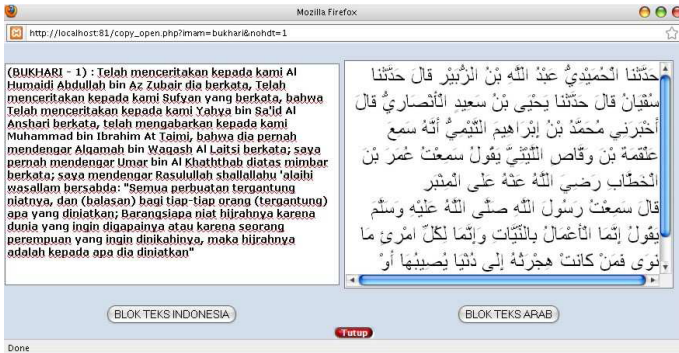 Mozilla Firefox
http://localhost:81/copy_open.php?imam=bukhari&nohdt=1
(BUKHARI - 1) : Telah menceritakan kepada kami Al
Humaidi Abdullah bin Az Zubair dia berkata, Telah
menceritakan kepada kami Sufyan yang berkata, bahwa
Telah menceritakan kepada kami Yahya bin Sa'id Al
Anshari berkata, telah mengabarkan kepada kami
Muhammad bin Ibrahim At Taimi, bahwa dia pernah
mendengar Alqamah bin Waqash Al Laitsi berkata; saya
pernah mendengar Umar bin Al Khaththab diatas mimbar
berkata; saya mendengar Rasulullah shallallahu 'alaihi
wasallam bersabda: "Semua perbuatan tergantung
niatnya, dan (balasan) bagi tiap-tiap orang (tergantung)
apa yang diniatkan; Barangsiapa niat hijrahnya karena
dunia yang ingin digapainya atau karena seorang
perempuan yang ingin dinikahinya, maka hijrahnya
adalah kepada apa dia diniatkan"
حَدَّثَنَا الْحُمَيْدِيُّ عَبْدُ اللَّهِ بْنُ الزُّبَيْرِ قَالَ حَدَّثَنَا
سُفْيَانُ قَالَ حَدَّثَنَا يَحْيَى بْنُ سَعِيدٍ الْأَنْصَارِيُّ قَالَ
أَخْبَرَنِي مُحَمَّدُ بْنُ إِبْرَاهِيمَ التَّيْمِيُّ أَنَّهُ سَمِعَ
عَلْقَمَةَ بْنَ وَقَّاصٍ اللَّيْثِيَّ يَقُولُ سَمِعْتُ عُمَرَ بْنَ
الْخَطَّابِ رَضِيَ اللَّهُ عَنْهُ عَلَى الْمِنْبَرِ
قَالَ سَمِعْتُ رَسُولَ اللَّهِ صَلَّى اللَّهُ عَلَيْهِ وَسَلَّمَ
يَقُولُ إِنَّمَا الْأَعْمَالُ بِالنِّيَّاتِ وَإِنَّمَا لِكُلِّ امْرِئٍ مَا
نَوَى فَمَنْ كَانَتْ هِجْرَتُهُ إِلَى دُنْيَا يُصِيبُهَا أَوْ
BLOK TEKS INDONESIA
BLOK TEKS ARAB
Tutup
Done